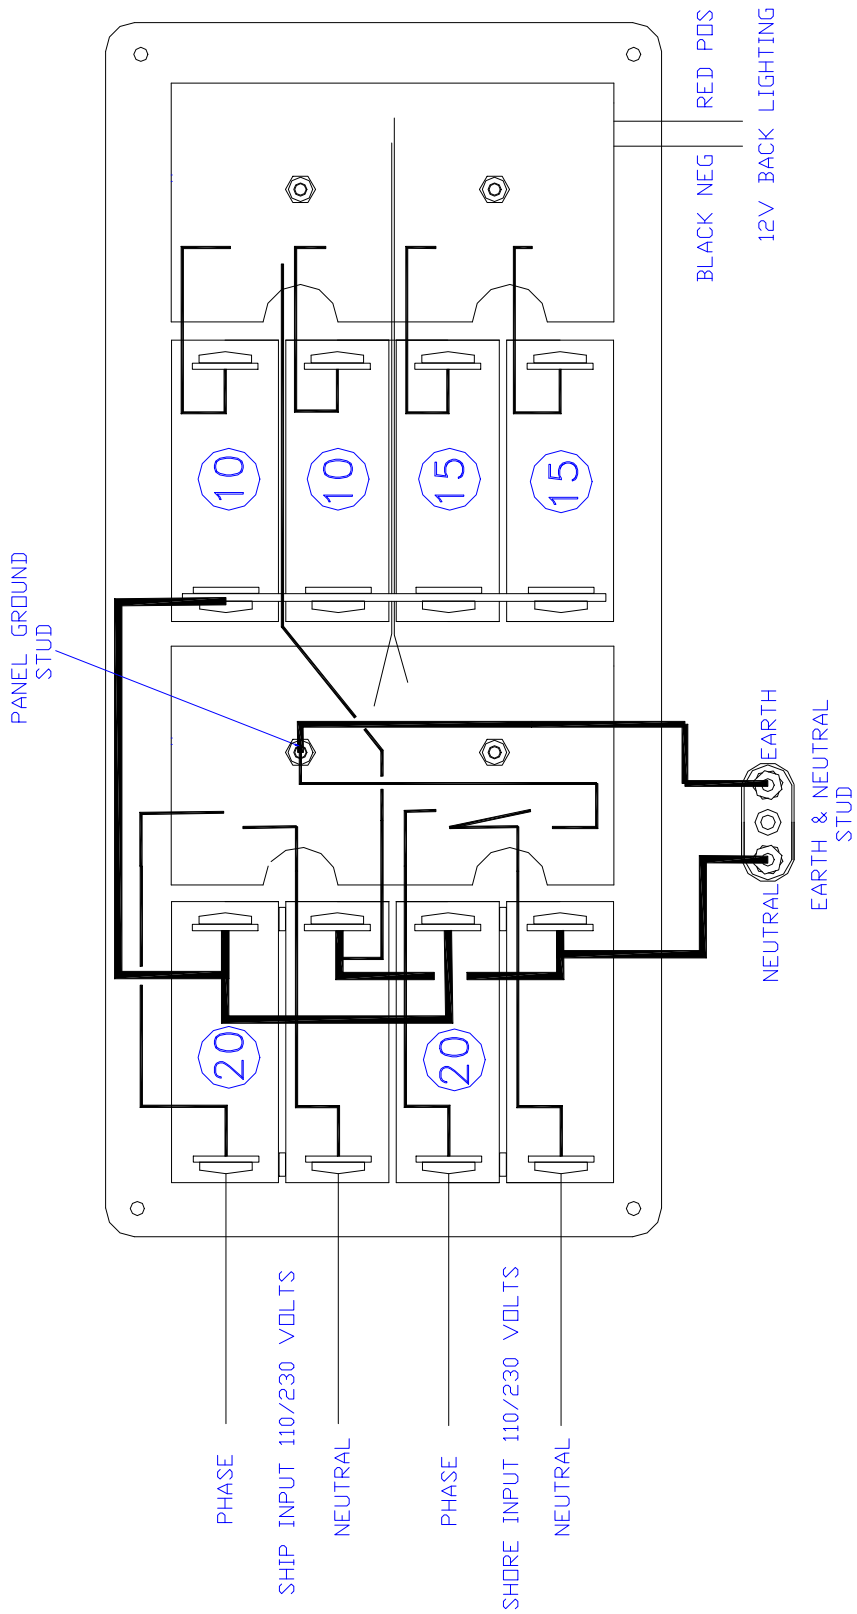 PANEL GROUND
STUD
BLACK NEG RED POS
12V BACK LIGHTING
10
10
15
15
20
20
NEUTRAL
EARTH
EARTH & NEUTRAL
STUD
PHASE
SHIP INPUT 110/230 VOLTS
NEUTRAL
PHASE
SHORE INPUT 110/230 VOLTS
NEUTRAL